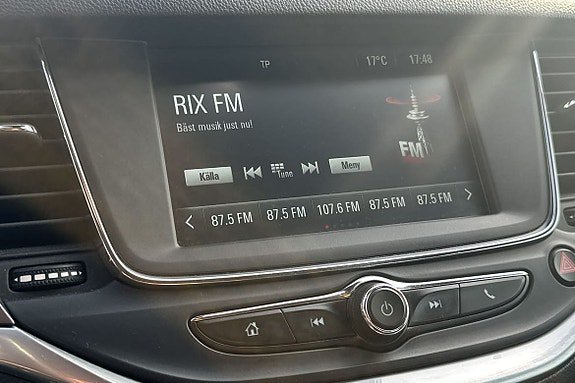 TP 17°C 17:48
RIX FM
Bäst musik just nu!
FM
Källa Tune Meny
87.5 FM 87.5 FM 107.6 FM 87.5 FM 87.5 FM